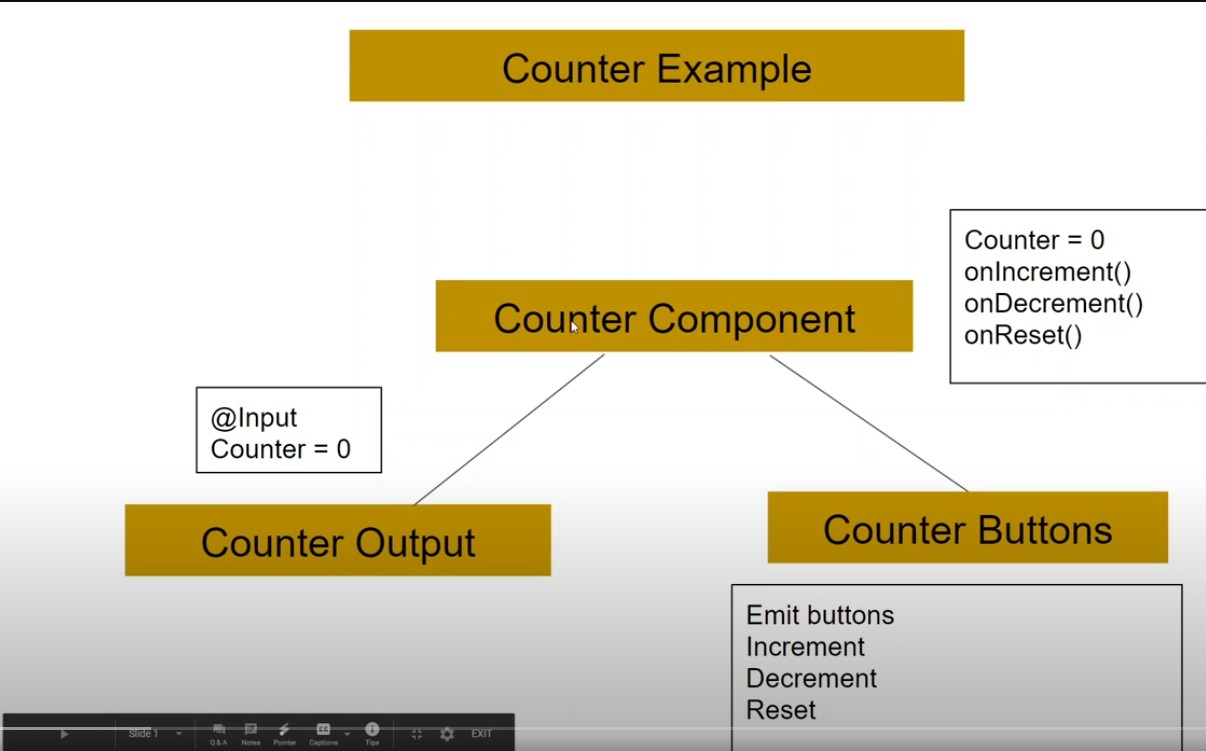 Counter Example
Counter = 0
onIncrement()
onDecrement()
onReset()
Counter Component
@Input
Counter = 0
Counter Output
Counter Buttons
Emit buttons
Increment
Decrement
Reset
Slide 1
Q&A
Notes
Pointer
Captions
Tips
EXIT